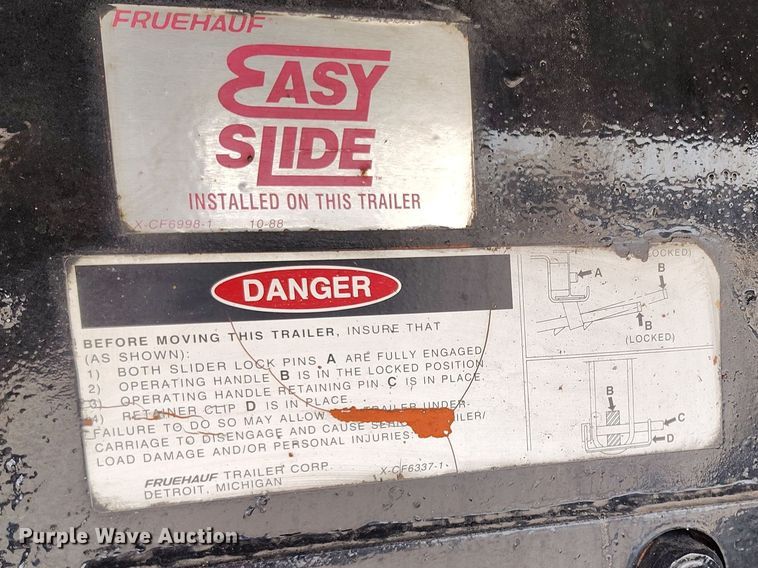 FRUEHAUF
EASY
SLIDE™
INSTALLED ON THIS TRAILER
X-CF6998-1 10-88
DANGER
BEFORE MOVING THIS TRAILER, INSURE THAT
(AS SHOWN):
1) BOTH SLIDER LOCK PINS A ARE FULLY ENGAGED
2) OPERATING HANDLE B IS IN THE LOCKED POSITION.
3) OPERATING HANDLE RETAINING PIN C IS IN PLACE.
4) RETAINER CLIP D IS IN PLACE.
FAILURE TO DO SO MAY ALLOW TRAILER UNDER-
CARRIAGE TO DISENGAGE AND CAUSE
LOAD DAMAGE AND/OR PERSONAL INJURIES.
FRUEHAUF TRAILER CORP. X-CF6337-1
DETROIT, MICHIGAN
LOCKED)
A
B
B
(LOCKED)
B
C
D
Purple Wave Auction